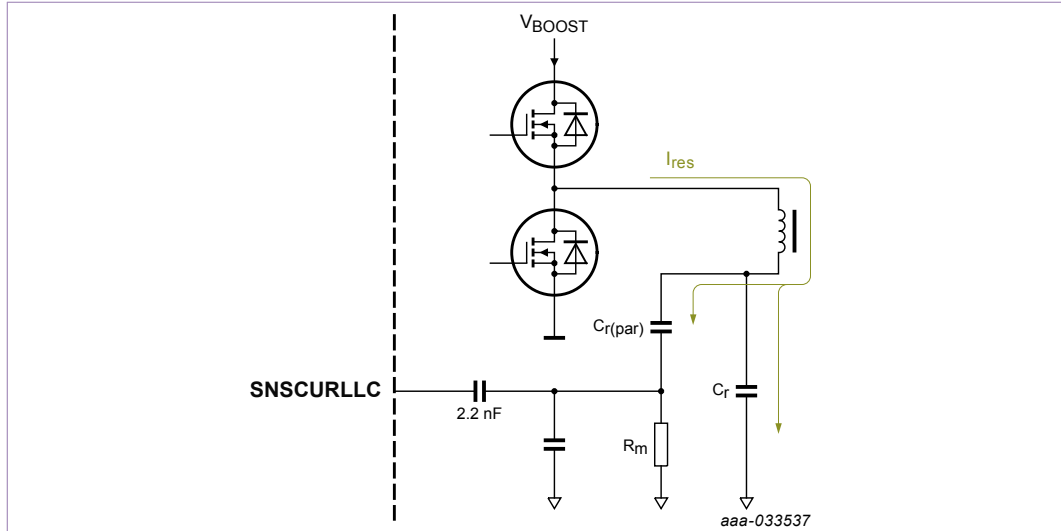 VBOOST
Ires
Cr(par)
SNSCURLLC
2.2 nF
Cr
Rm
aaa-033537